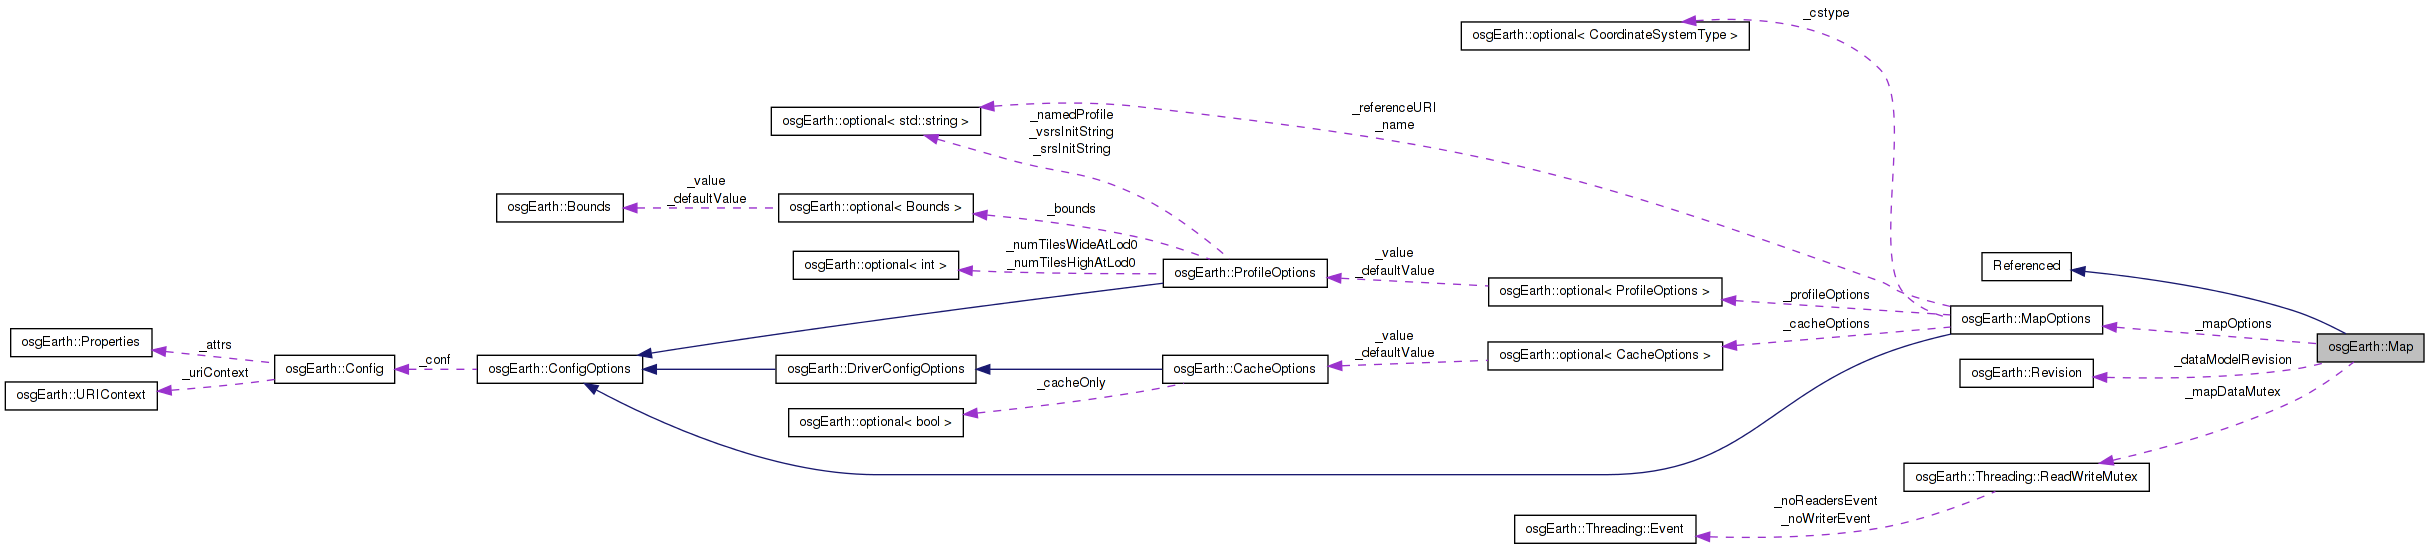 _cstype
osgEarth::optional< CoordinateSystemType >
_referenceURI
_name
osgEarth::optional< std::string >
_namedProfile
_vsrsInitString
_srsInitString
_value
_defaultValue
osgEarth::Bounds
osgEarth::optional< Bounds >
_bounds
_numTilesWideAtLod0
_numTilesHighAtLod0
osgEarth::optional< int >
osgEarth::ProfileOptions
_value
_defaultValue
osgEarth::optional< ProfileOptions >
_profileOptions
Referenced
osgEarth::MapOptions
_mapOptions
osgEarth::Map
_cacheOptions
osgEarth::Properties
_attrs
_uriContext
osgEarth::URIContext
osgEarth::Config
_conf
osgEarth::ConfigOptions
osgEarth::DriverConfigOptions
osgEarth::CacheOptions
_value
_defaultValue
osgEarth::optional< CacheOptions >
_cacheOnly
osgEarth::optional< bool >
_dataModelRevision
osgEarth::Revision
_mapDataMutex
osgEarth::Threading::ReadWriteMutex
_noReadersEvent
_noWriterEvent
osgEarth::Threading::Event